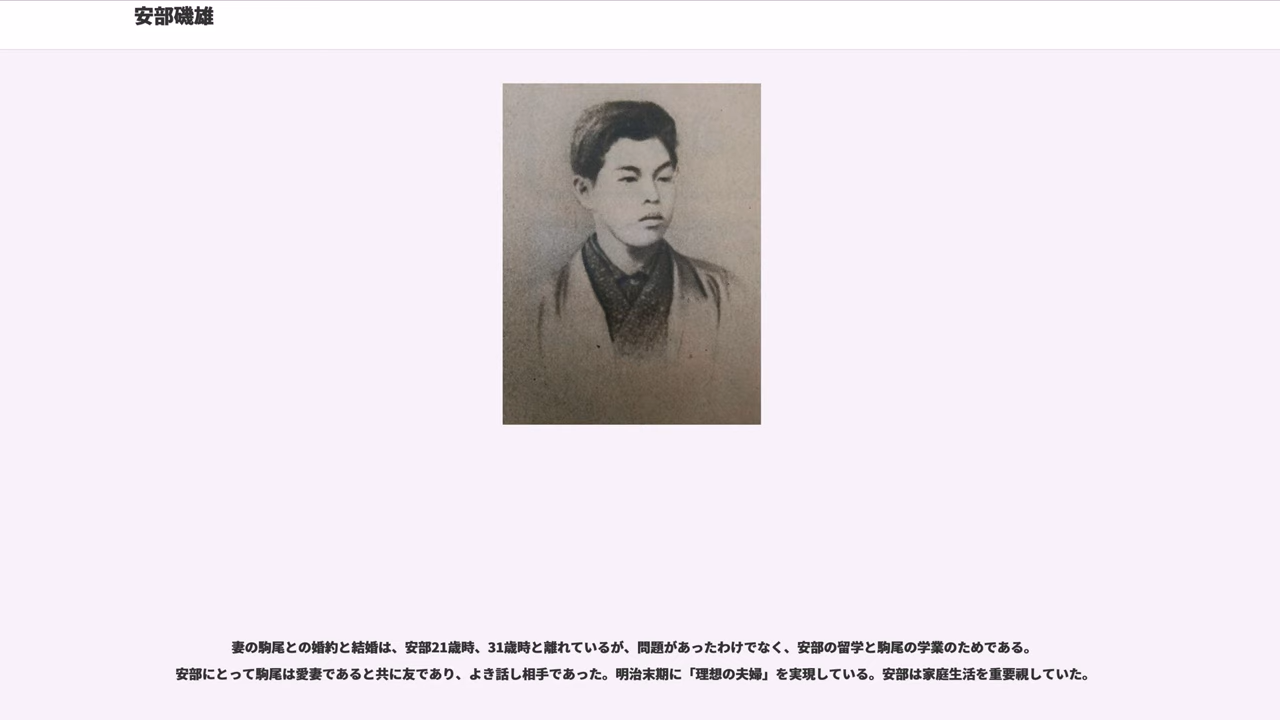 安部磯雄
妻の駒尾との婚約と結婚は、安部21歳時、31歳時と離れているが、問題があったわけでなく、安部の留学と駒尾の学業のためである。
安部にとって駒尾は愛妻であると共に友であり、よき話し相手であった。明治末期に「理想の夫婦」を実現している。安部は家庭生活を重要視していた。